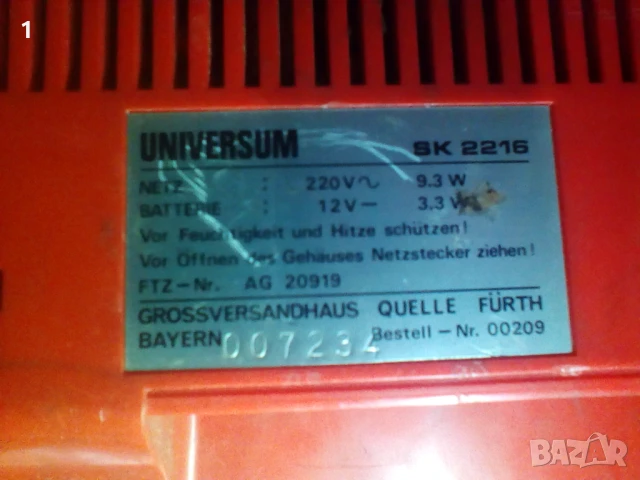 1
UNIVERSUM SK 2216
NETZ : 220V~ 9.3 W
BATTERIE : 12V— 3.3 W
Vor Feuchtigkeit und Hitze schützen!
Vor Öffnen des Gehäuses Netzstecker ziehen!
FTZ-Nr. AG 20919
GROSSVERSANDHAUS QUELLE FÜRTH
BAYERN 007234 Bestell-Nr. 00209
BAZAR